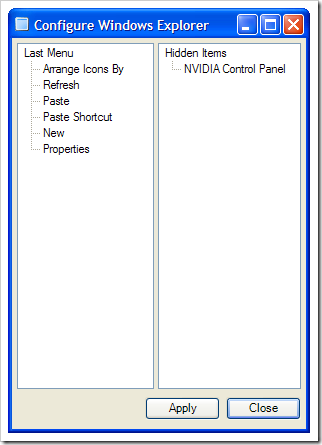 Configure Windows Explorer
Last Menu
Arrange Icons By
Refresh
Paste
Paste Shortcut
New
Properties
Hidden Items
NVIDIA Control Panel
Apply
Close